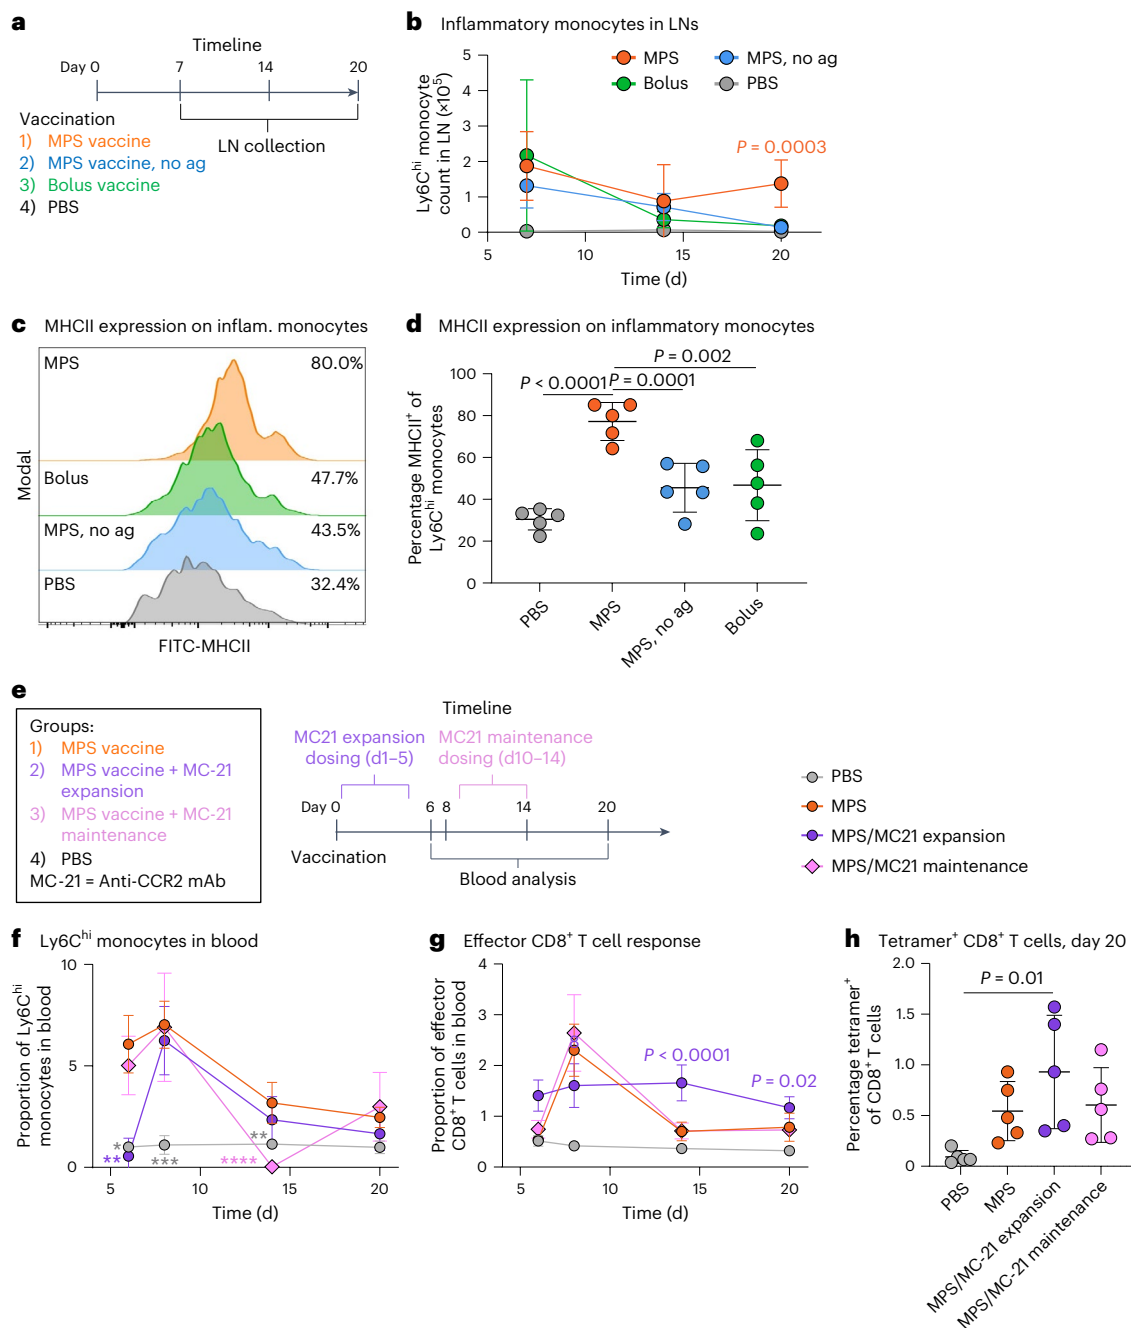 a
Timeline
Day 0
7
14
20
LN collection
Vaccination
1) MPS vaccine
2) MPS vaccine, no ag
3) Bolus vaccine
4) PBS
b Inflammatory monocytes in LNs
MPS
MPS, no ag
Bolus
PBS
Ly6Chi monocyte
count in LN (×10⁵)
5
4
3
2
1
0
P = 0.0003
5
10
15
20
Time (d)
c MHCII expression on inflam. monocytes
Modal
MPS 80.0%
Bolus 47.7%
MPS, no ag 43.5%
PBS 32.4%
FITC-MHCII
d MHCII expression on inflammatory monocytes
Percentage MHCII⁺ of
Ly6Chi monocytes
100
80
60
40
20
0
P = 0.002
P < 0.0001
P = 0.0001
PBS
MPS
MPS, no ag
Bolus
e
Groups:
1) MPS vaccine
2) MPS vaccine + MC-21
expansion
3) MPS vaccine + MC-21
maintenance
4) PBS
MC-21 = Anti-CCR2 mAb
Timeline
MC21 expansion
dosing (d1–5)
MC21 maintenance
dosing (d10–14)
Day 0
6
8
14
20
Vaccination
Blood analysis
PBS
MPS
MPS/MC21 expansion
MPS/MC21 maintenance
f Ly6Chi monocytes in blood
Proportion of Ly6Chi
monocytes in blood
10
5
0
*
**
***
**
****
5
10
15
20
Time (d)
g Effector CD8⁺ T cell response
Proportion of effector
CD8⁺ T cells in blood
4
3
2
1
0
P < 0.0001
P = 0.02
5
10
15
20
Time (d)
h Tetramer⁺ CD8⁺ T cells, day 20
Percentage tetramer⁺
of CD8⁺ T cells
2.0
1.5
1.0
0.5
0
P = 0.01
PBS
MPS
MPS/MC-21 expansion
MPS/MC-21 maintenance